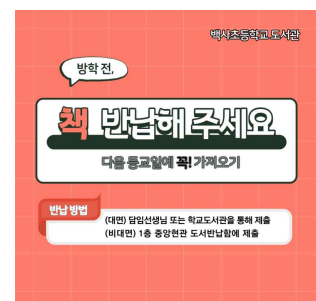 백사초등학교 도서관
방학 전,
책 반납해 주세요
다음 등교일에 꼭! 가져오기
반납 방법
(대면) 담임선생님 또는 학교도서관을 통해 제출
(비대면) 1층 중앙현관 도서반납함에 제출